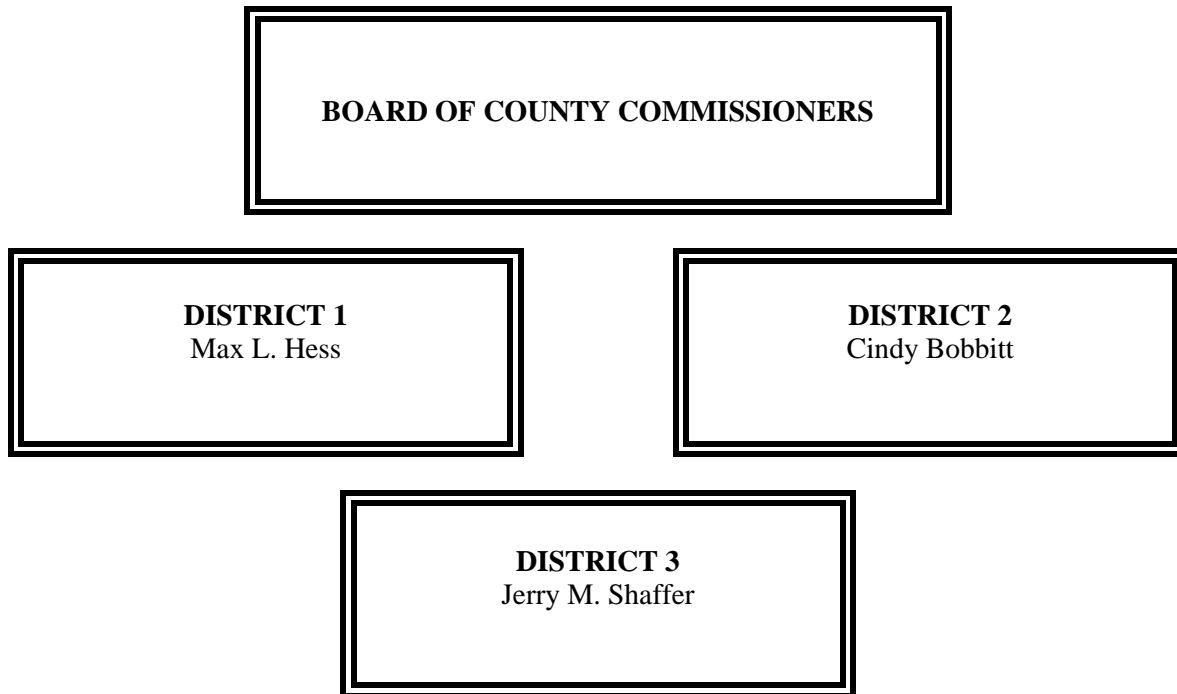 BOARD OF COUNTY COMMISSIONERS
DISTRICT 1
Max L. Hess
DISTRICT 2
Cindy Bobbitt
DISTRICT 3
Jerry M. Shaffer